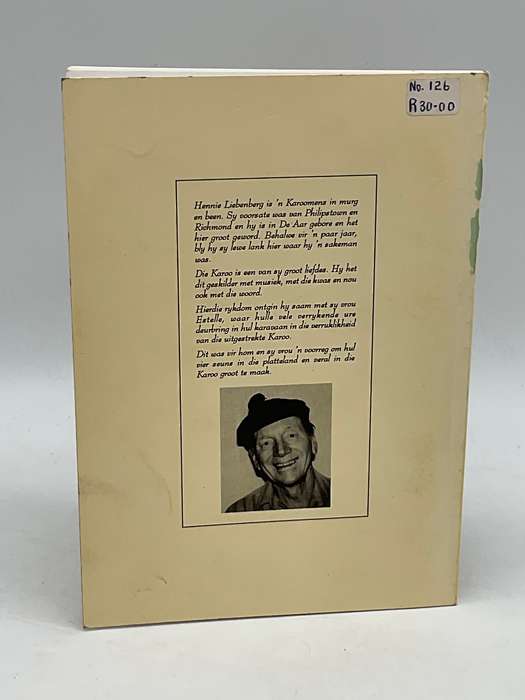 No. 126
R30-00
Hennie Liebenberg is 'n Karoomens in murg
en been. Sy voorsate was van Philipstown en
Richmond en hy is in De Aar gebore en het
hier groot geword. Behalwe vir 'n paar jaar,
bly hy sy lewe lank hier waar hy 'n sakeman
was.
Die Karoo is een van sy groot liefdes. Hy het
dit geskilder met musiek, met die kwas en nou
ook met die woord.
Hierdie rykdom ontgin hy saam met sy vrou
Estelle, waar hulle vele verrykende ure
deurbring in hul karavaan in die verruklikheid
van die uitgestrekte Karoo.
Dit was vir hom en sy vrou 'n voorreg om hul
vier seuns in die platteland en veral in die
Karoo groot te maak.